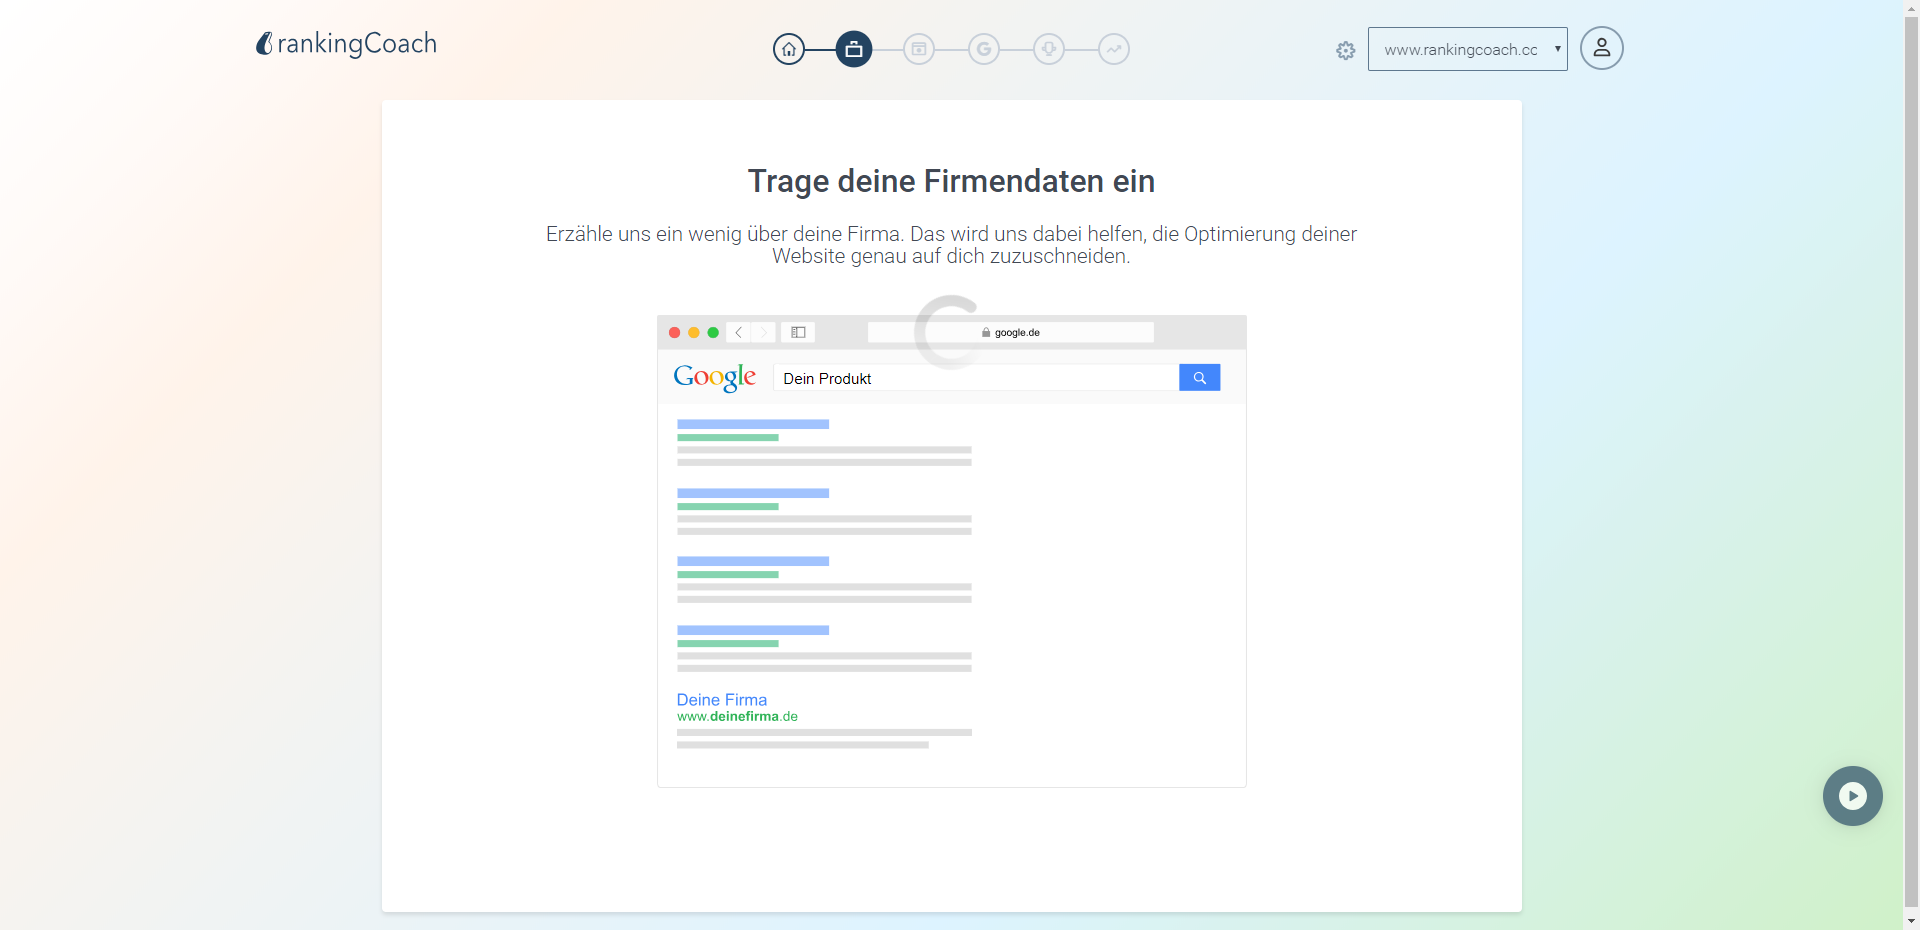 rankingCoach
www.rankingcoach.cc
Trage deine Firmendaten ein
Erzähle uns ein wenig über deine Firma. Das wird uns dabei helfen, die Optimierung deiner
Website genau auf dich zuzuschneiden.
google.de
Google
Dein Produkt
Deine Firma
www.deinefirma.de